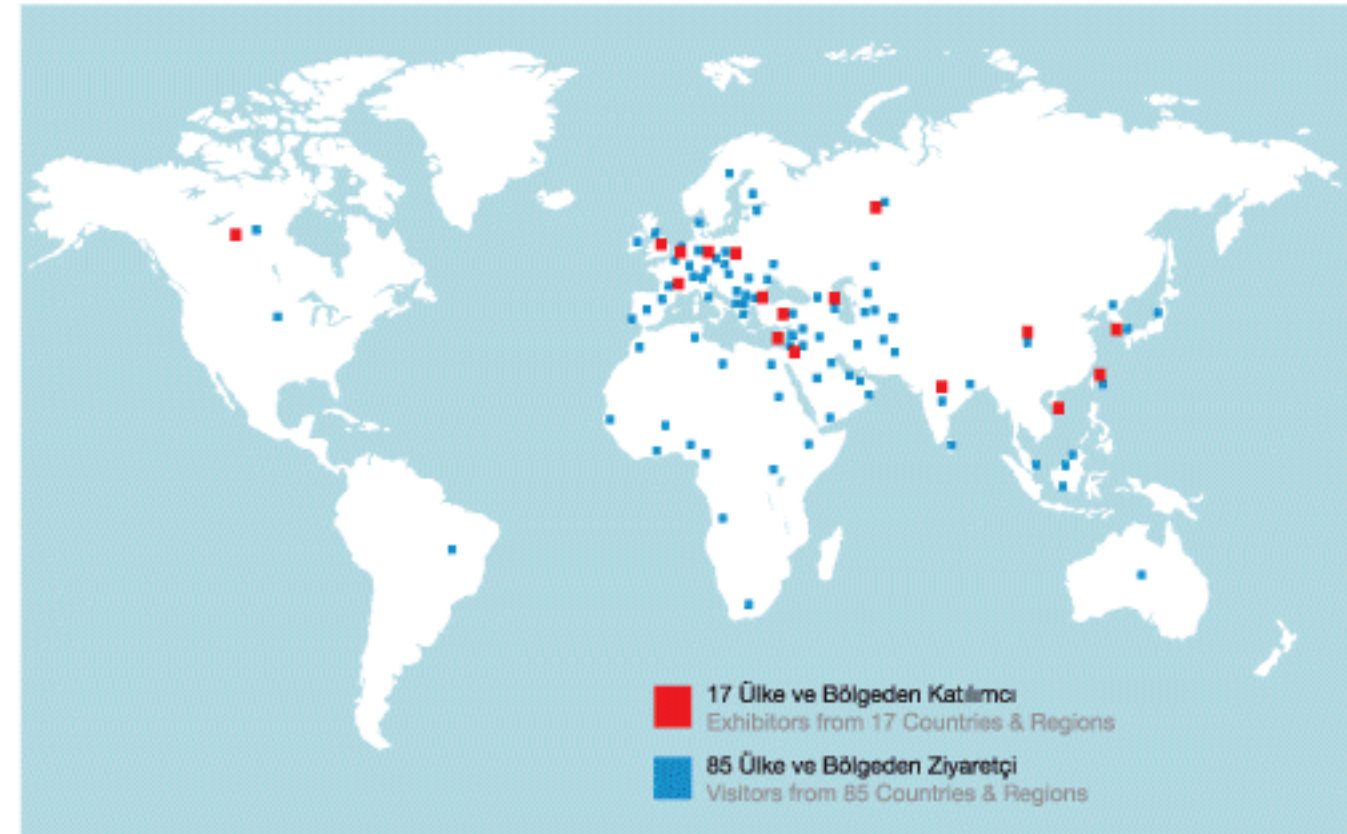 17 Ülke ve Bölgeden Katılımcı
Exhibitors from 17 Countries & Regions
85 Ülke ve Bölgeden Ziyaretçi
Visitors from 85 Countries & Regions